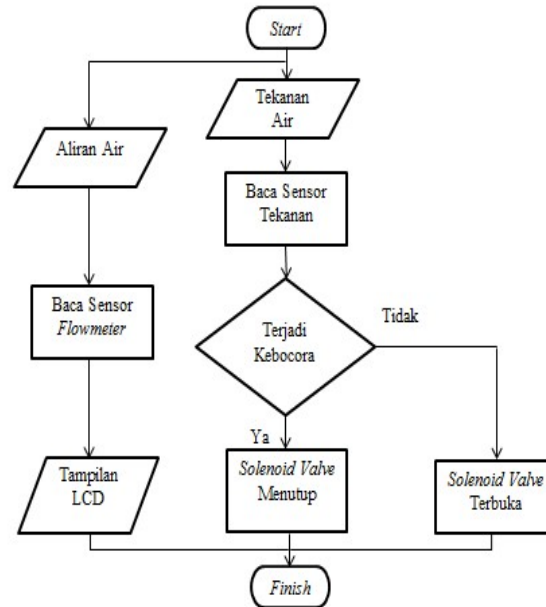 Start
Tekanan
Air
Aliran Air
Baca Sensor
Tekanan
Baca Sensor
Flowmeter
Terjadi
Kebocora
Tidak
Ya
Tampilan
LCD
Solenoid Valve
Menutup
Solenoid Valve
Terbuka
Finish